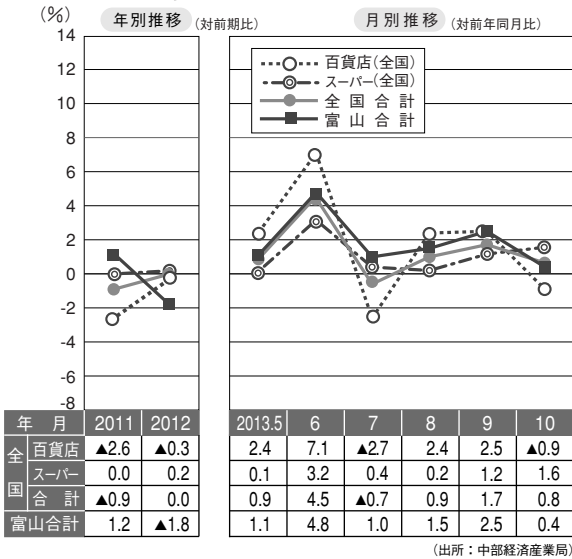 (%)
年別推移 (対前期比)
月別推移 (対前年同月比)
14
12
10
8
6
4
2
0
-2
-4
-6
-8
百貨店(全国)
スーパー(全国)
全国合計
富山合計
年 月 2011 2012 2013.5 6 7 8 9 10
全国 百貨店 ▲2.6 ▲0.3 2.4 7.1 ▲2.7 2.4 2.5 ▲0.9
スーパー 0.0 0.2 0.1 3.2 0.4 0.2 1.2 1.6
合 計 ▲0.9 0.0 0.9 4.5 ▲0.7 0.9 1.7 0.8
富山合計 1.2 ▲1.8 1.1 4.8 1.0 1.5 2.5 0.4
(出所：中部経済産業局)